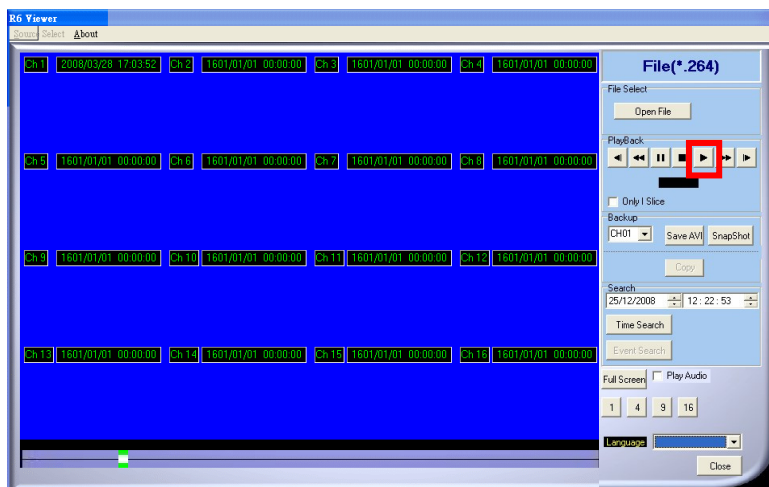 R6 Viewer
Source Select About
Ch 1 2008/03/28 17:03:52 Ch 2 1601/01/01 00:00:00 Ch 3 1601/01/01 00:00:00 Ch 4 1601/01/01 00:00:00
Ch 5 1601/01/01 00:00:00 Ch 6 1601/01/01 00:00:00 Ch 7 1601/01/01 00:00:00 Ch 8 1601/01/01 00:00:00
Ch 9 1601/01/01 00:00:00 Ch 10 1601/01/01 00:00:00 Ch 11 1601/01/01 00:00:00 Ch 12 1601/01/01 00:00:00
Ch 13 1601/01/01 00:00:00 Ch 14 1601/01/01 00:00:00 Ch 15 1601/01/01 00:00:00 Ch 16 1601/01/01 00:00:00
File(*.264)
File Select
Open File
PlayBack
Only I Slice
Backup
CH01 Save AVI SnapShot
Copy
Search
25/12/2008 12:22:53
Time Search
Event Search
Full Screen Play Audio
1 4 9 16
Language
Close